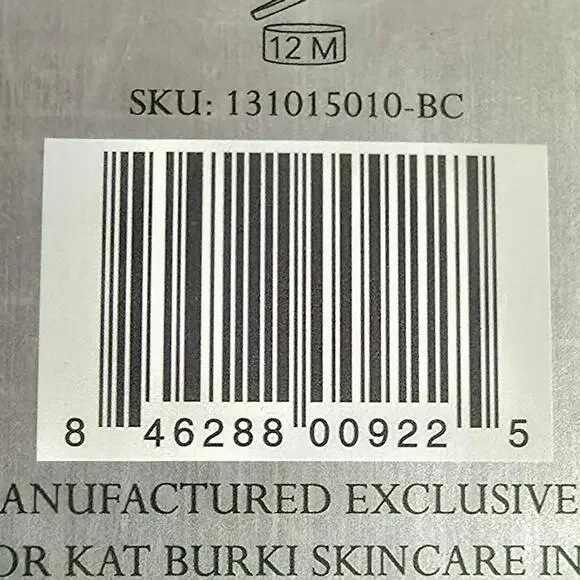 12 M
SKU: 131015010-BC
8 46288 00922 5
ANUFACTURED EXCLUSIVE
OR KAT BURKI SKINCARE IN